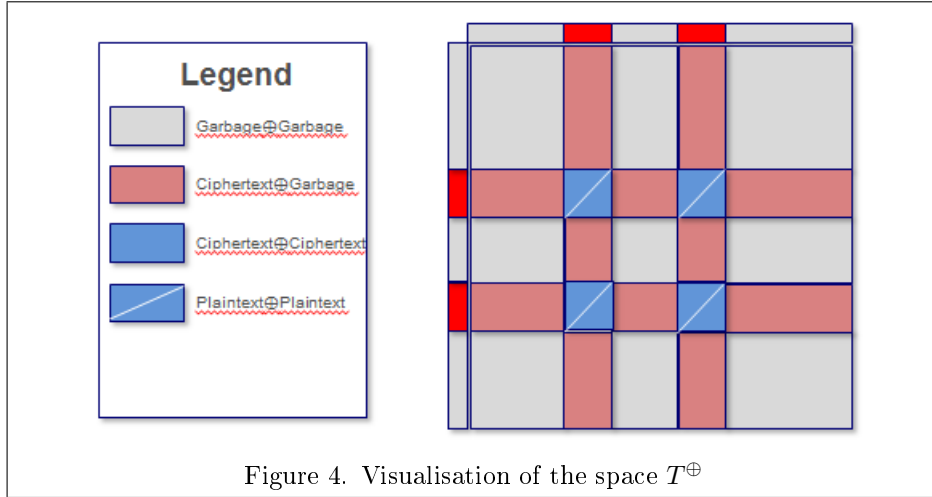 Legend
Garbage⊕Garbage
Ciphertext⊕Garbage
Ciphertext⊕Ciphertext
Plaintext⊕Plaintext
Figure 4. Visualisation of the space T⊕